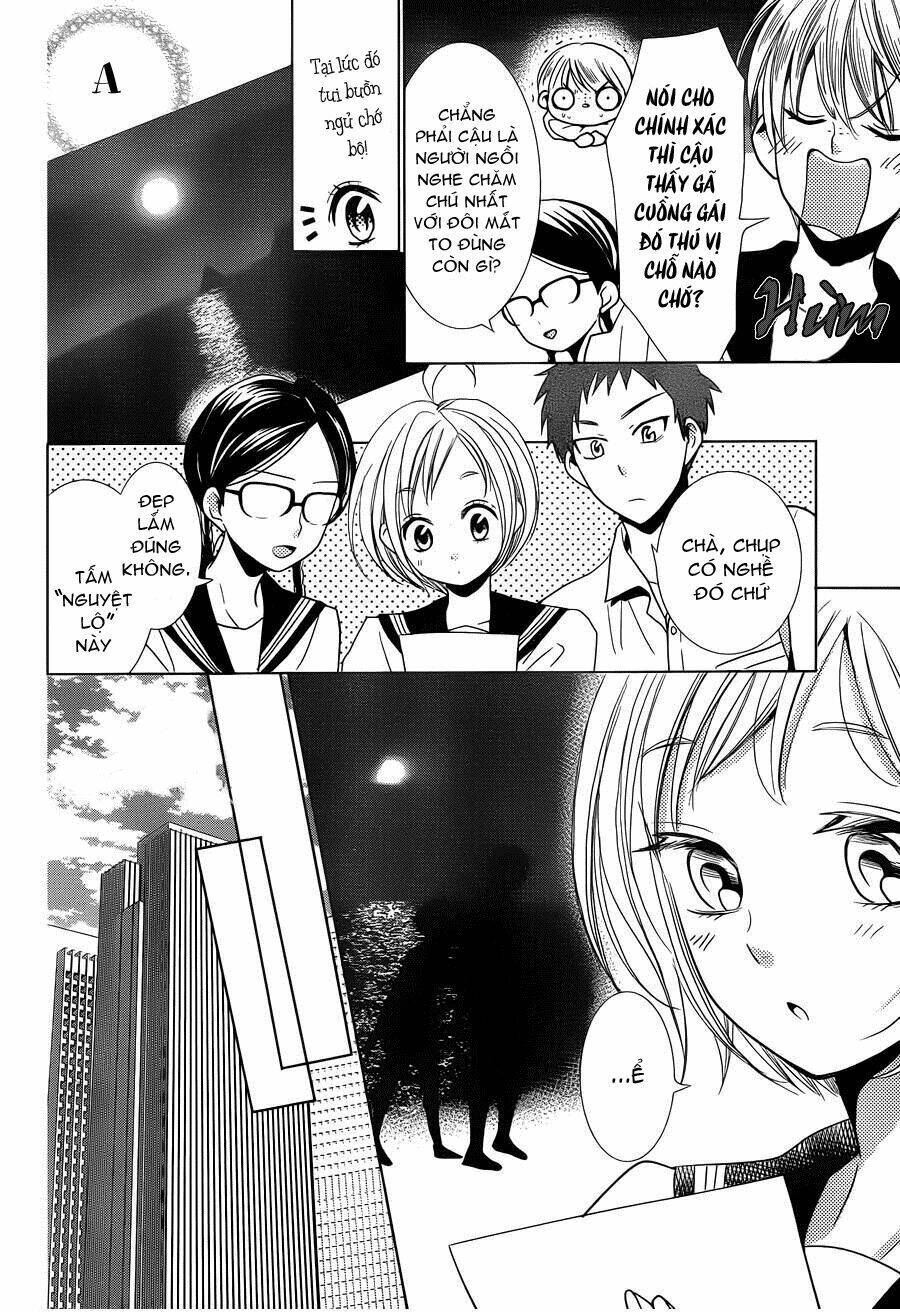 NÓI CHO
CHÍNH XÁC
THÌ CẬU
THẤY GÃ
CUỒNG GÁI
ĐÓ THÚ VỊ
CHỖ NÀO
CHỚ?
Hừm
CHẲNG
PHẢI CẬU LÀ
NGƯỜI NGỒI
NGHE CHĂM
CHÚ NHẤT
VỚI ĐÔI MẮT
TO ĐÙNG
CÒN GÌ?
Tại lúc đó
tui buồn
ngủ chớ
bộ!
A
CHÀ, CHỤP
CÓ NGHỀ
ĐÓ CHỨ
ĐẸP
LẮM
ĐÚNG
KHÔNG.
TẤM
“NGUYỆT
LỘ”
NÀY
...Ể